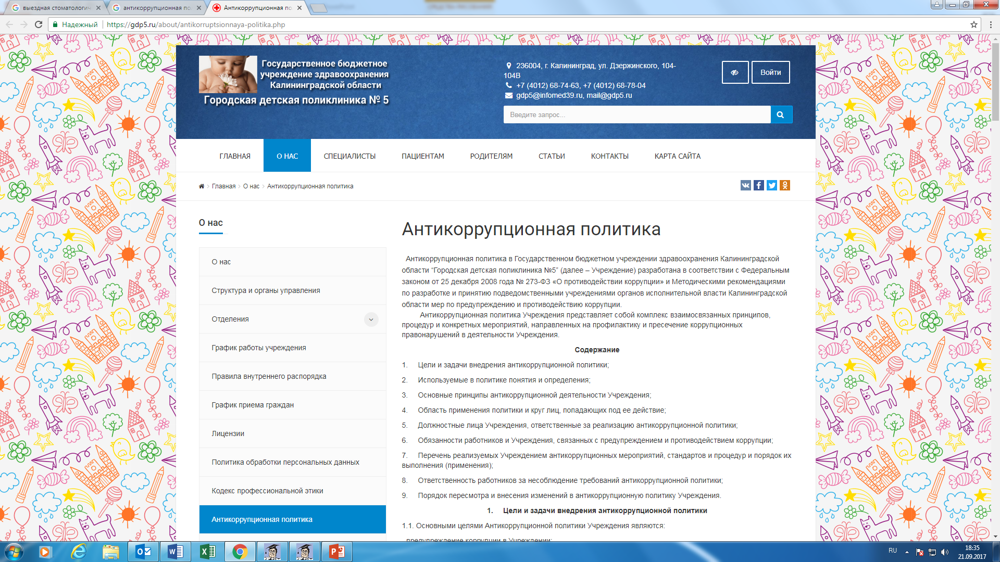 выездная стоматологич
антикоррупционная по
Антикоррупционная по
Надежный
https://gdp5.ru/about/antikorruptsionnaya-politika.php
Государственное бюджетное
учреждение здравоохранения
Калининградской области
Городская детская поликлиника № 5
236004, г. Калининград, ул. Дзержинского, 104-
104В
+7 (4012) 68-74-63, +7 (4012) 68-78-04
gdp5@infomed39.ru, mail@gdp5.ru
Войти
Введите запрос...
ГЛАВНАЯ О НАС СПЕЦИАЛИСТЫ ПАЦИЕНТАМ РОДИТЕЛЯМ СТАТЬИ КОНТАКТЫ КАРТА САЙТА
Главная О нас Антикоррупционная политика
О нас
О нас
Структура и органы управления
Отделения
График работы учреждения
Правила внутреннего распорядка
График приема граждан
Лицензии
Политика обработки персональных данных
Кодекс профессиональной этики
Антикоррупционная политика
Антикоррупционная политика
Антикоррупционная политика в Государственном бюджетном учреждении здравоохранения Калининградской
области “Городская детская поликлиника №5” (далее – Учреждение) разработана в соответствии с Федеральным
законом от 25 декабря 2008 года № 273-ФЗ «О противодействии коррупции» и Методическими рекомендациями
по разработке и принятию подведомственными учреждениями органов исполнительной власти Калининградской
области мер по предупреждению и противодействию коррупции.
Антикоррупционная политика Учреждения представляет собой комплекс взаимосвязанных принципов,
процедур и конкретных мероприятий, направленных на профилактику и пресечение коррупционных
правонарушений в деятельности Учреждения.
Содержание
1. Цели и задачи внедрения антикоррупционной политики;
2. Используемые в политике понятия и определения;
3. Основные принципы антикоррупционной деятельности Учреждения;
4. Область применения политики и круг лиц, попадающих под ее действие;
5. Должностные лица Учреждения, ответственные за реализацию антикоррупционной политики;
6. Обязанности работников и Учреждения, связанных с предупреждением и противодействием коррупции;
7. Перечень реализуемых Учреждением антикоррупционных мероприятий, стандартов и процедур и порядок их
выполнения (применения);
8. Ответственность работников за несоблюдение требований антикоррупционной политики;
9. Порядок пересмотра и внесения изменений в антикоррупционную политику Учреждения.
1. Цели и задачи внедрения антикоррупционной политики
1.1. Основными целями Антикоррупционной политики Учреждения являются:
предупреждение коррупции в Учреждении;
RU
18:35
21.09.2017